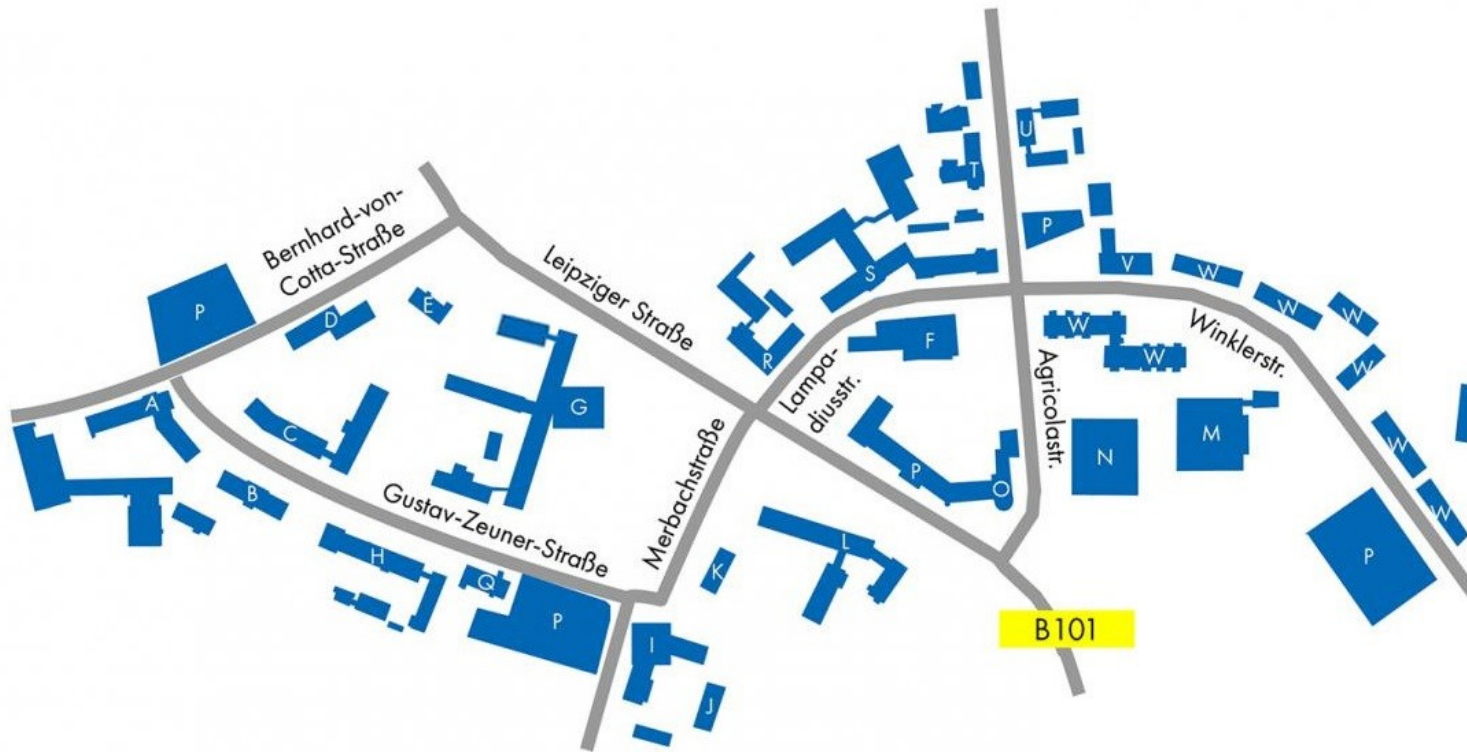 U
T
Bernhard-von-
Cotta-Straße
P
S
V
W
W
W
Leipziger Straße
P
D
E
R
F
W
W
W
Winklerstr.
Lampa-
diusstr.
Agricolastr.
A
C
G
M
W
N
B
P
O
W
Gustav-Zeuner-Straße
Merbachstraße
L
P
H
Q
K
P
B101
I
J